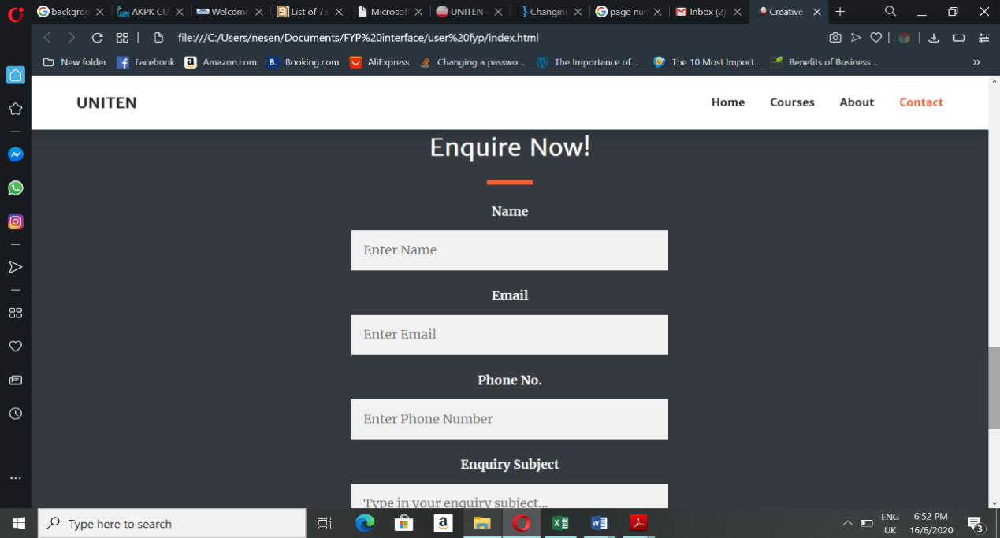 backgrou
AKPK CU
Welcome
List of 75
Microsof
UNITEN -
Changing
page nur
Inbox (2)
Creative
file:///C:/Users/nesen/Documents/FYP%20interface/user%20fyp/index.html
New folder
Facebook
Amazon.com
Booking.com
AliExpress
Changing a passwo...
The Importance of...
The 10 Most Import...
Benefits of Business...
»
UNITEN
Home
Courses
About
Contact
Enquire Now!
Name
Enter Name
Email
Enter Email
Phone No.
Enter Phone Number
Enquiry Subject
Type in your enquiry subject...
Type here to search
ENG
UK
6:52 PM
16/6/2020
3